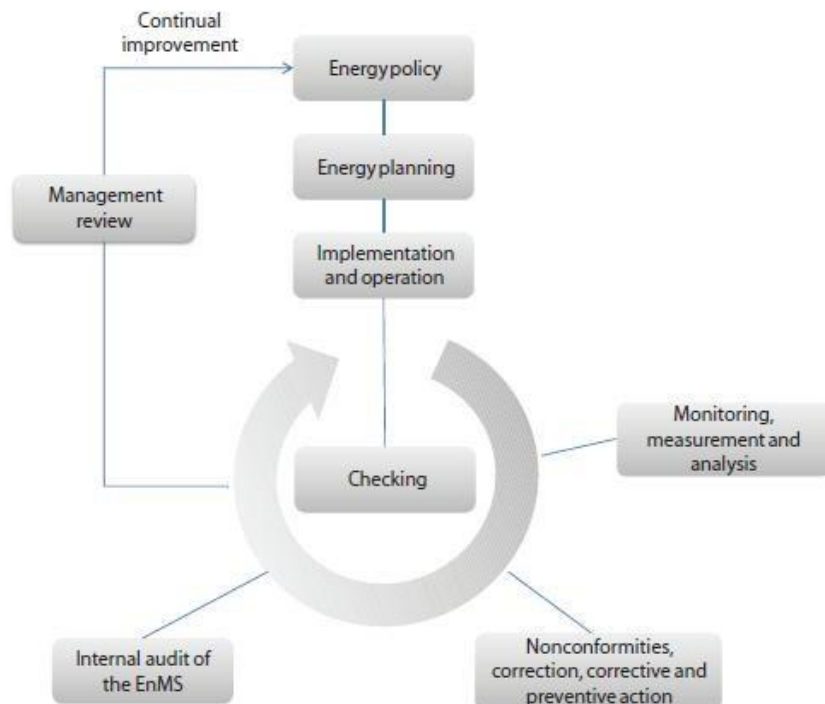 Continual
improvement
Energy policy
Energy planning
Management
review
Implementation
and operation
Monitoring,
measurement and
analysis
Checking
Internal audit of
the EnMS
Nonconformities,
correction, corrective and
preventive action